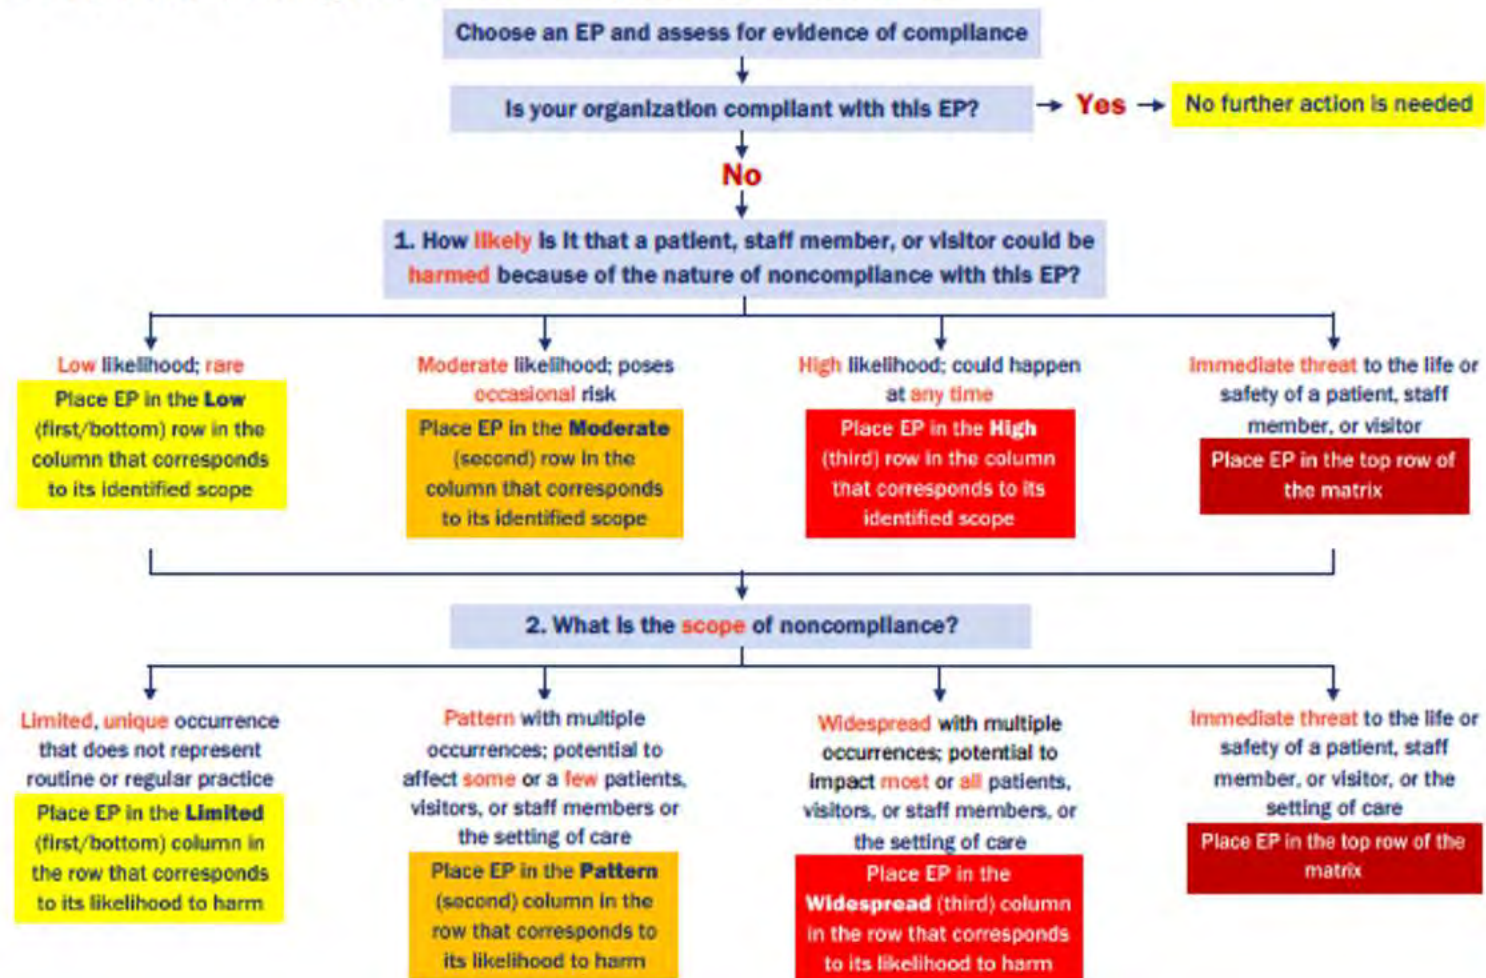 Choose an EP and assess for evidence of compliance
Is your organization compliant with this EP?
Yes
No further action is needed
No
1. How likely is it that a patient, staff member, or visitor could be
harmed because of the nature of noncompliance with this EP?
Low likelihood; rare
Place EP in the Low
(first/bottom) row in the
column that corresponds
to its identified scope
Moderate likelihood; poses
occasional risk
Place EP in the Moderate
(second) row in the
column that corresponds
to its identified scope
High likelihood; could happen
at any time
Place EP in the High
(third) row in the column
that corresponds to its
identified scope
Immediate threat to the life or
safety of a patient, staff
member, or visitor
Place EP in the top row of
the matrix
2. What is the scope of noncompliance?
Limited, unique occurrence
that does not represent
routine or regular practice
Place EP in the Limited
(first/bottom) column in
the row that corresponds
to its likelihood to harm
Pattern with multiple
occurrences; potential to
affect some or a few patients,
visitors, or staff members or
the setting of care
Place EP in the Pattern
(second) column in the
row that corresponds to
its likelihood to harm
Widespread with multiple
occurrences; potential to
impact most or all patients,
visitors, or staff members, or
the setting of care
Place EP in the
Widespread (third) column
in the row that corresponds
to its likelihood to harm
Immediate threat to the life or
safety of a patient, staff
member, or visitor, or the
setting of care
Place EP in the top row of the
matrix